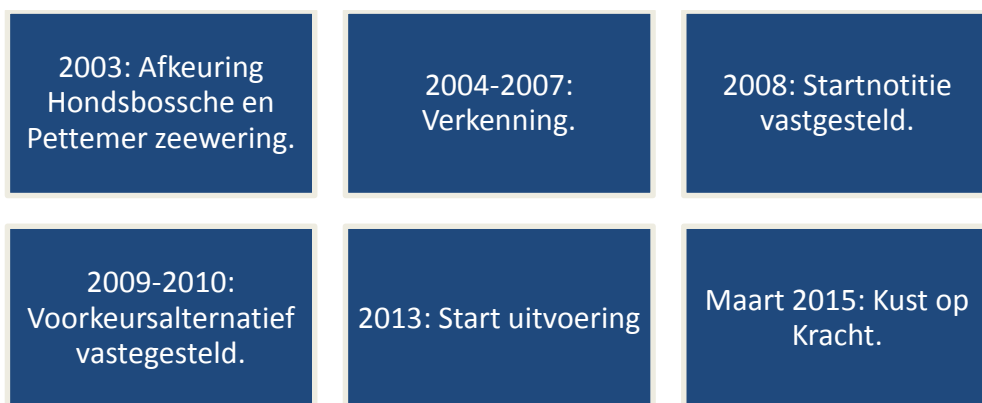 2003: Afkeuring
Hondsbossche en
Pettemer zeewering.
2004-2007:
Verkenning.
2008: Startnotitie
vastgesteld.
2009-2010:
Voorkeursalternatief
vastegesteld.
2013: Start uitvoering
Maart 2015: Kust op
Kracht.